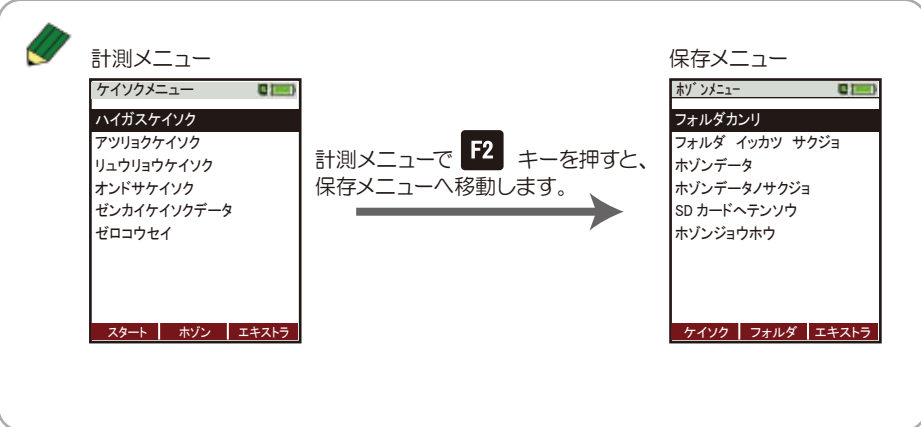 計測メニュー
ケイソクメニュー
ハイガスケイソク
アツリョクケイソク
リュウリョウケイソク
オンドサケイソク
ゼンカイケイソクデータ
ゼロコウセイ
スタート ホゾン エキストラ
計測メニューで F2 キーを押すと、
保存メニューへ移動します。
保存メニュー
ホゾンメニュー
フォルダカンリ
フォルダ イッカツ サクジョ
ホゾンデータ
ホゾンデータノサクジョ
SDカードヘテンソウ
ホゾンジョウホウ
ケイソク フォルダ エキストラ